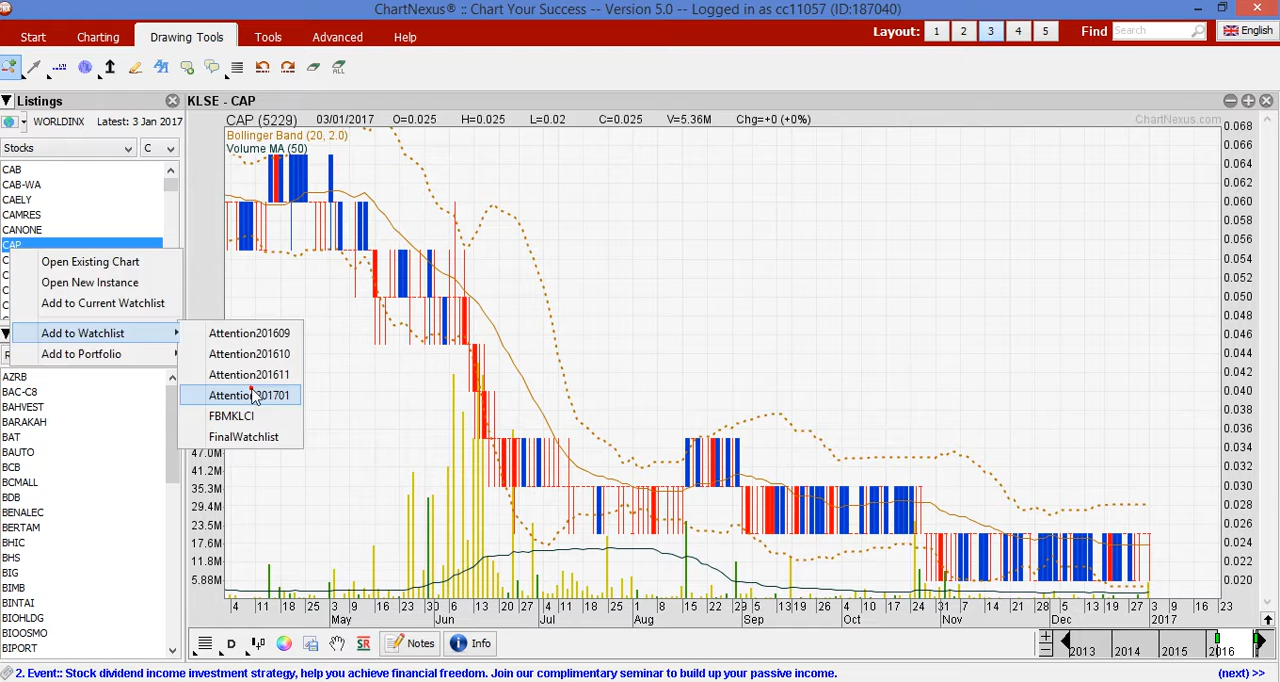 ChartNexus® :: Chart Your Success -- Version 5.0 -- Logged in as cc11057 (ID:187040)
Start Charting Drawing Tools Tools Advanced Help Layout: 1 2 3 4 5 Find Search English
ALL
Listings
KLSE - CAP
WORLDINX Latest: 3 Jan 2017
Stocks C
CAB
CAB-WA
CAELY
CAMRES
CANONE
CAP
Open Existing Chart
Open New Instance
Add to Current Watchlist
Add to Watchlist
Add to Portfolio
Attention201609
Attention201610
Attention201611
Attention201701
FBMKLCI
FinalWatchlist
AZRB
BAC-C8
BAHVEST
BARAKAH
BAT
BAUTO
BCB
BCMALL
BDB
BENALEC
BERTAM
BHIC
BHS
BIG
BIMB
BINTAI
BIOHLDG
BIOOSMO
BIPORT
CAP (5229) 03/01/2017 O=0.025 H=0.025 L=0.02 C=0.025 V=5.36M Chg=+0 (+0%) ChartNexus.com
Bollinger Band (20, 2.0)
Volume MA (50)
0.068
0.066
0.064
0.062
0.060
0.058
0.056
0.054
0.050
0.048
0.046
0.044
0.042
0.040
0.038
0.036
0.034
0.032
0.030
0.028
0.026
0.024
0.022
0.020
47.0M
41.2M
35.3M
29.4M
23.5M
17.6M
11.8M
5.88M
4 11 18 25 3 9 16 23 30 6 13 20 27 4 11 18 25 1 8 15 22 29 5 13 19 26 4 10 17 24 31 7 14 21 28 5 13 19 27 3 9 16 23
May Jun Jul Aug Sep Oct Nov Dec 2017
D SR Notes Info 2013 2014 2015 2016
2. Event:: Stock dividend income investment strategy, help you achieve financial freedom. Join our complimentary seminar to build up your passive income. (next) >>